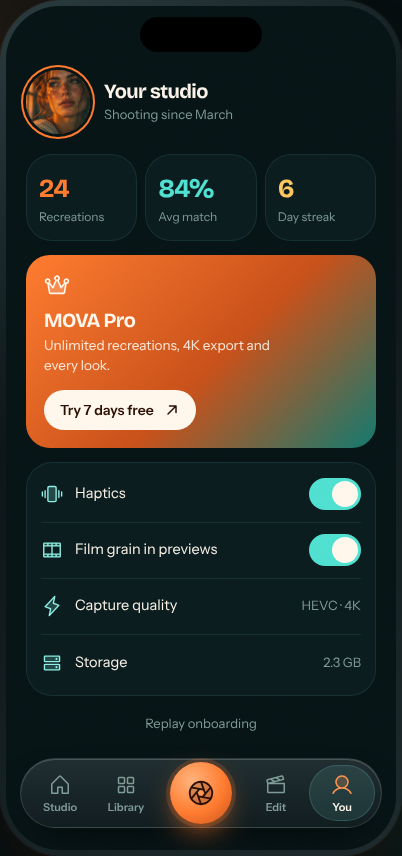 Your studio
Shooting since March
24
Recreations
84%
Avg match
6
Day streak
MOVA Pro
Unlimited recreations, 4K export and
every look.
Try 7 days free
Haptics
Film grain in previews
Capture quality
HEVC · 4K
Storage
2.3 GB
Replay onboarding
Studio
Library
Edit
You